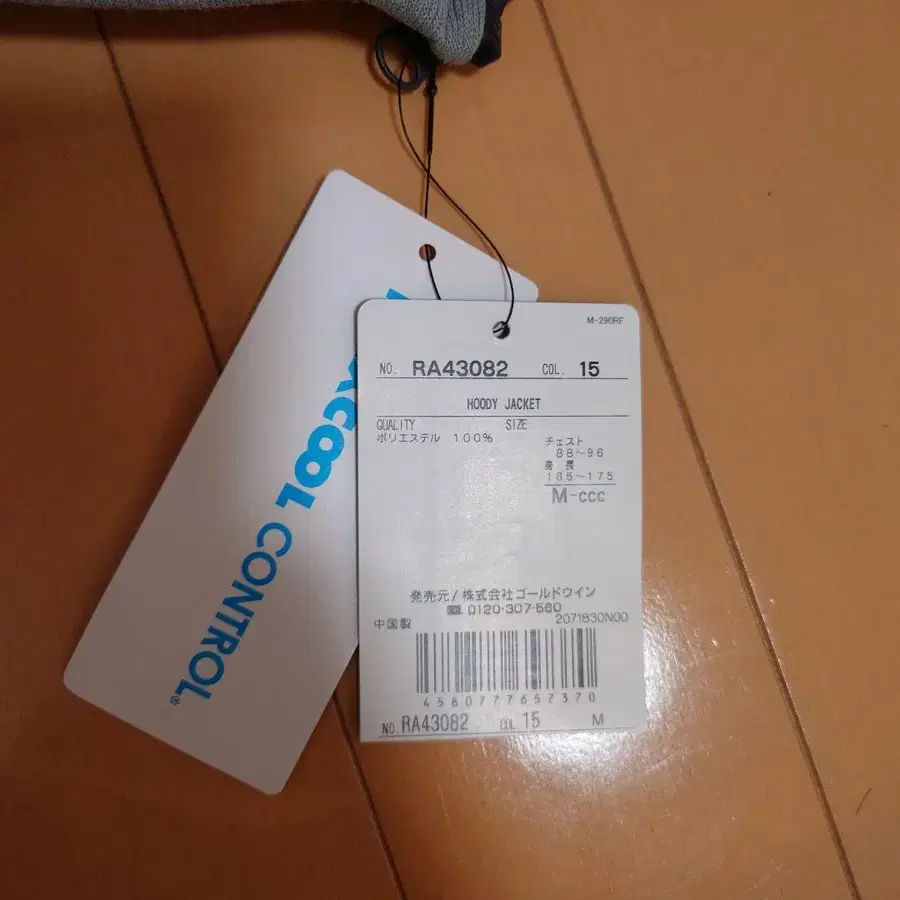 COOL CONTROL®
M-290RF
NO. RA43082 COL. 15
HOODY JACKET
QUALITY SIZE
ポリエステル 100%
チェスト
88~96
身 長
165~175
M-ccc
発売元/株式会社ゴールドウイン
0120-307-560
中国製 2071830N00
4580777657370
NO. RA43082 COL. 15 M